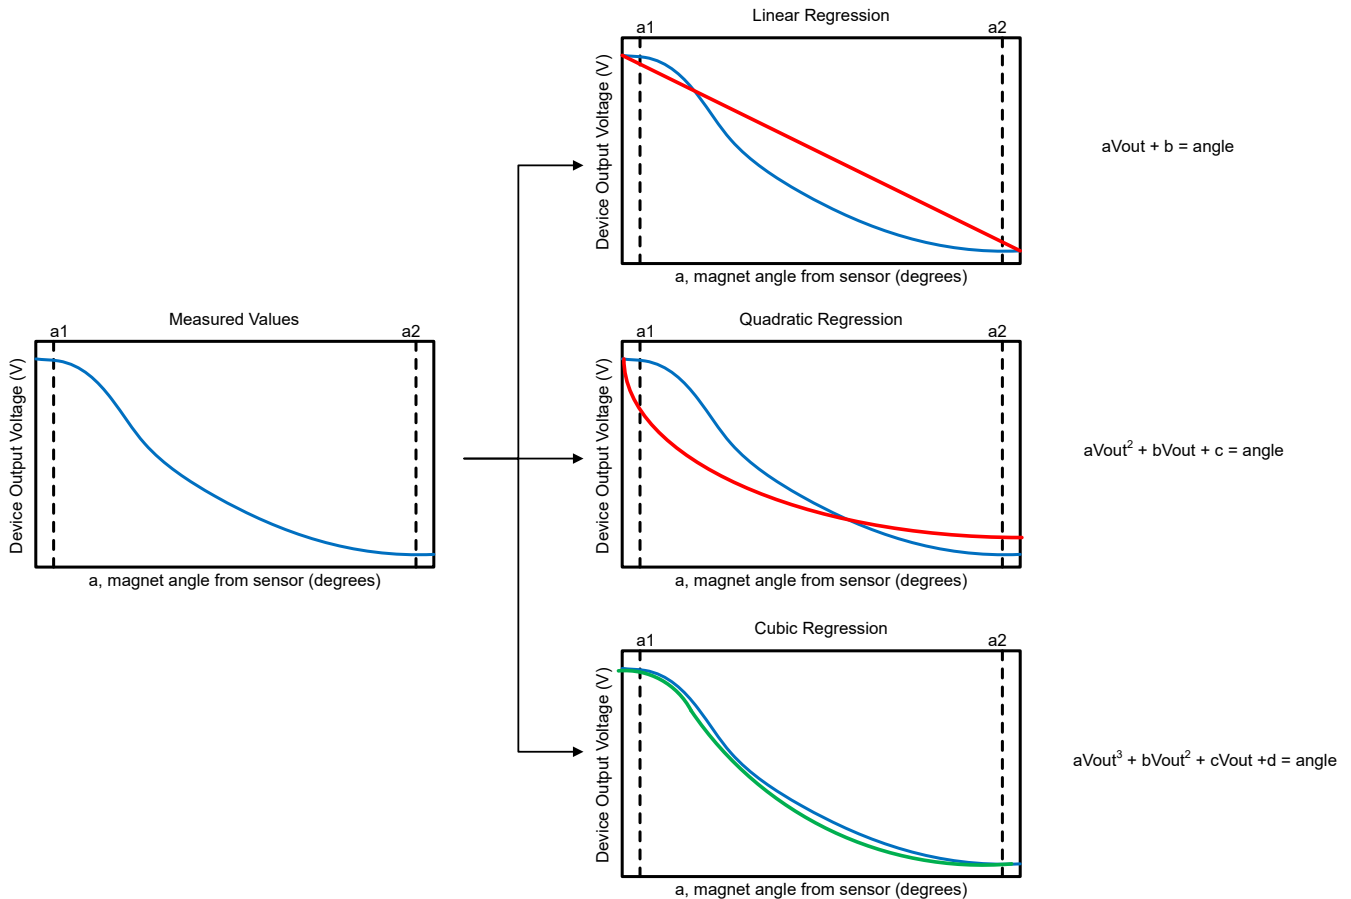 Measured Values
a1
a2
Device Output Voltage (V)
a, magnet angle from sensor (degrees)
Linear Regression
a1
a2
Device Output Voltage (V)
a, magnet angle from sensor (degrees)
aVout + b = angle
Quadratic Regression
a1
a2
Device Output Voltage (V)
a, magnet angle from sensor (degrees)
aVout² + bVout + c = angle
Cubic Regression
a1
a2
Device Output Voltage (V)
a, magnet angle from sensor (degrees)
aVout³ + bVout² + cVout +d = angle